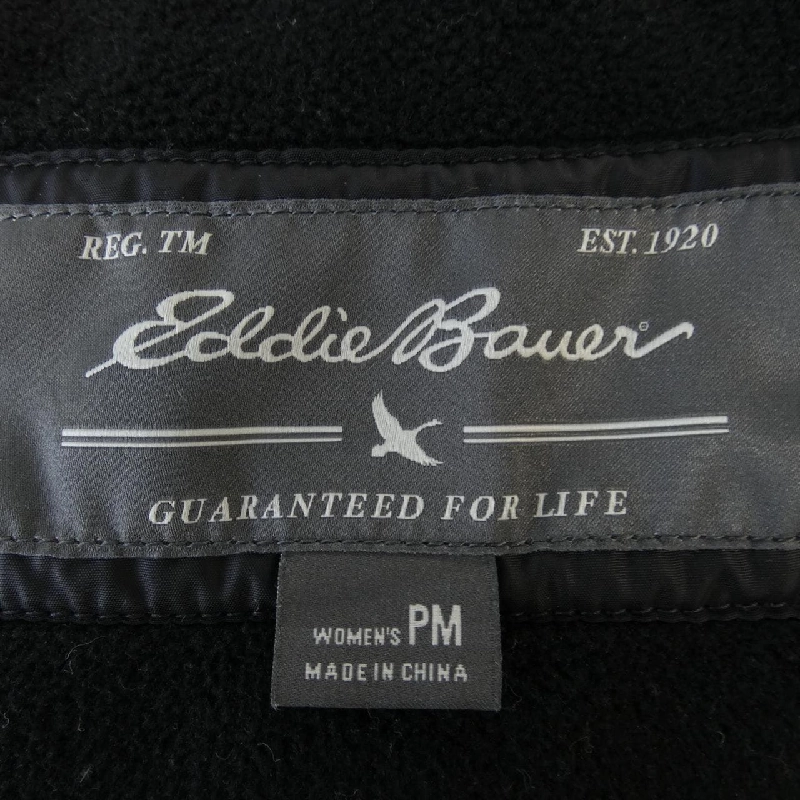 REG. TM
EST. 1920
Eddie Bauer®
GUARANTEED FOR LIFE
WOMEN'S PM
MADE IN CHINA